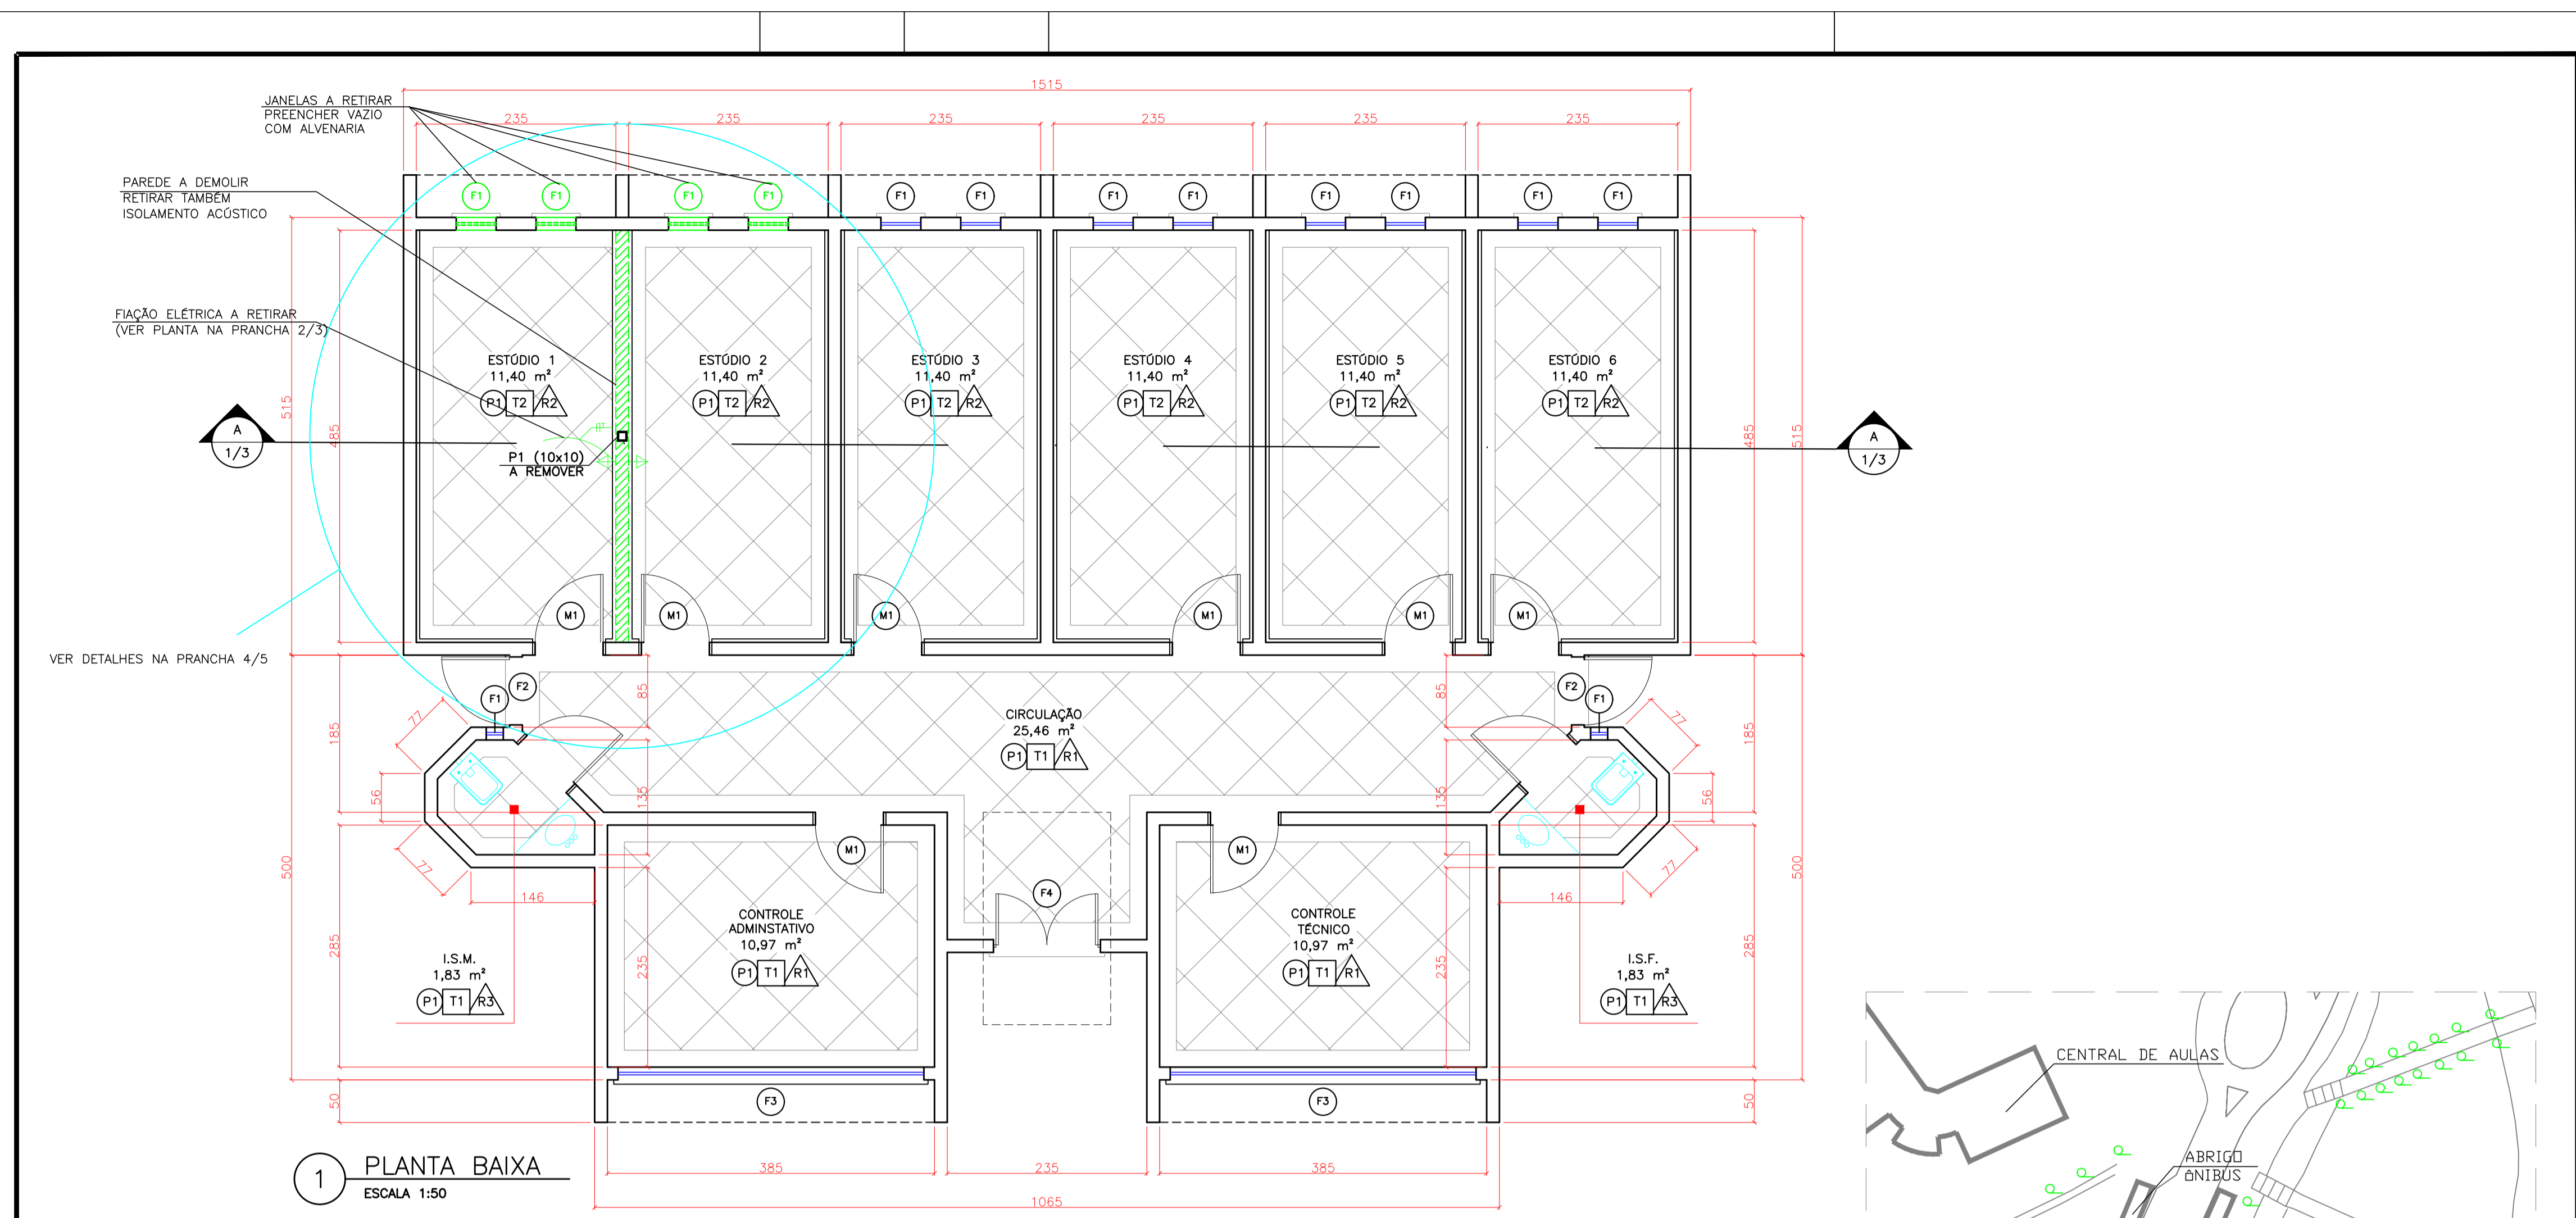 1515
JANELAS A RETIRAR
PREENCHER VAZIO
COM ALVENARIA
235
235
235
235
235
235
PAREDE A DEMOLIR
RETIRAR TAMBÉM
ISOLAMENTO ACÚSTICO
F1
F1
F1
F1
F1
F1
F1
F1
F1
F1
F1
F1
FIAÇÃO ELÉTRICA A RETIRAR
(VER PLANTA NA PRANCHA 2/3)
ESTÚDIO 1
11,40 m²
P1 T2 R2
ESTÚDIO 2
11,40 m²
P1 T2 R2
ESTÚDIO 3
11,40 m²
P1 T2 R2
ESTÚDIO 4
11,40 m²
P1 T2 R2
ESTÚDIO 5
11,40 m²
P1 T2 R2
ESTÚDIO 6
11,40 m²
P1 T2 R2
515
485
485
515
A
1/3
A
1/3
P1 (10x10)
A REMOVER
M1
M1
M1
M1
M1
M1
VER DETALHES NA PRANCHA 4/5
F1
F2
F2
F1
85
85
77
77
185
185
CIRCULAÇÃO
25,46 m²
P1 T1 R1
56
135
135
56
77
77
500
500
M1
M1
146
146
F4
CONTROLE
ADMINSTATIVO
10,97 m²
P1 T1 R1
CONTROLE
TÉCNICO
10,97 m²
P1 T1 R1
285
235
235
285
I.S.M.
1,83 m²
P1 T1 R3
I.S.F.
1,83 m²
P1 T1 R3
50
F3
F3
50
CENTRAL DE AULAS
ABRIGO
ÔNIBUS
385
235
385
1065
1
PLANTA BAIXA
ESCALA 1:50